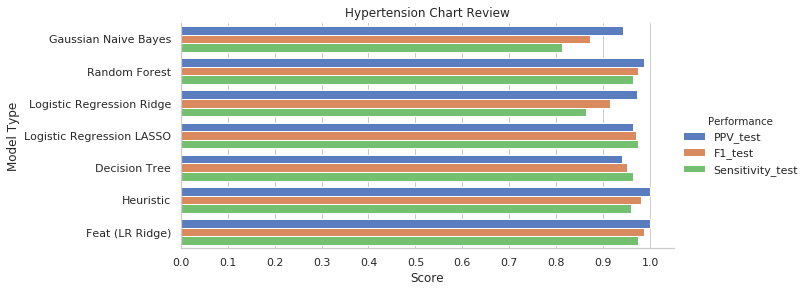 Hypertension Chart Review
Model Type
Gaussian Naive Bayes
Random Forest
Logistic Regression Ridge
Logistic Regression LASSO
Decision Tree
Heuristic
Feat (LR Ridge)
0.0 0.1 0.2 0.3 0.4 0.5 0.6 0.7 0.8 0.9 1.0
Score
Performance
PPV_test
F1_test
Sensitivity_test